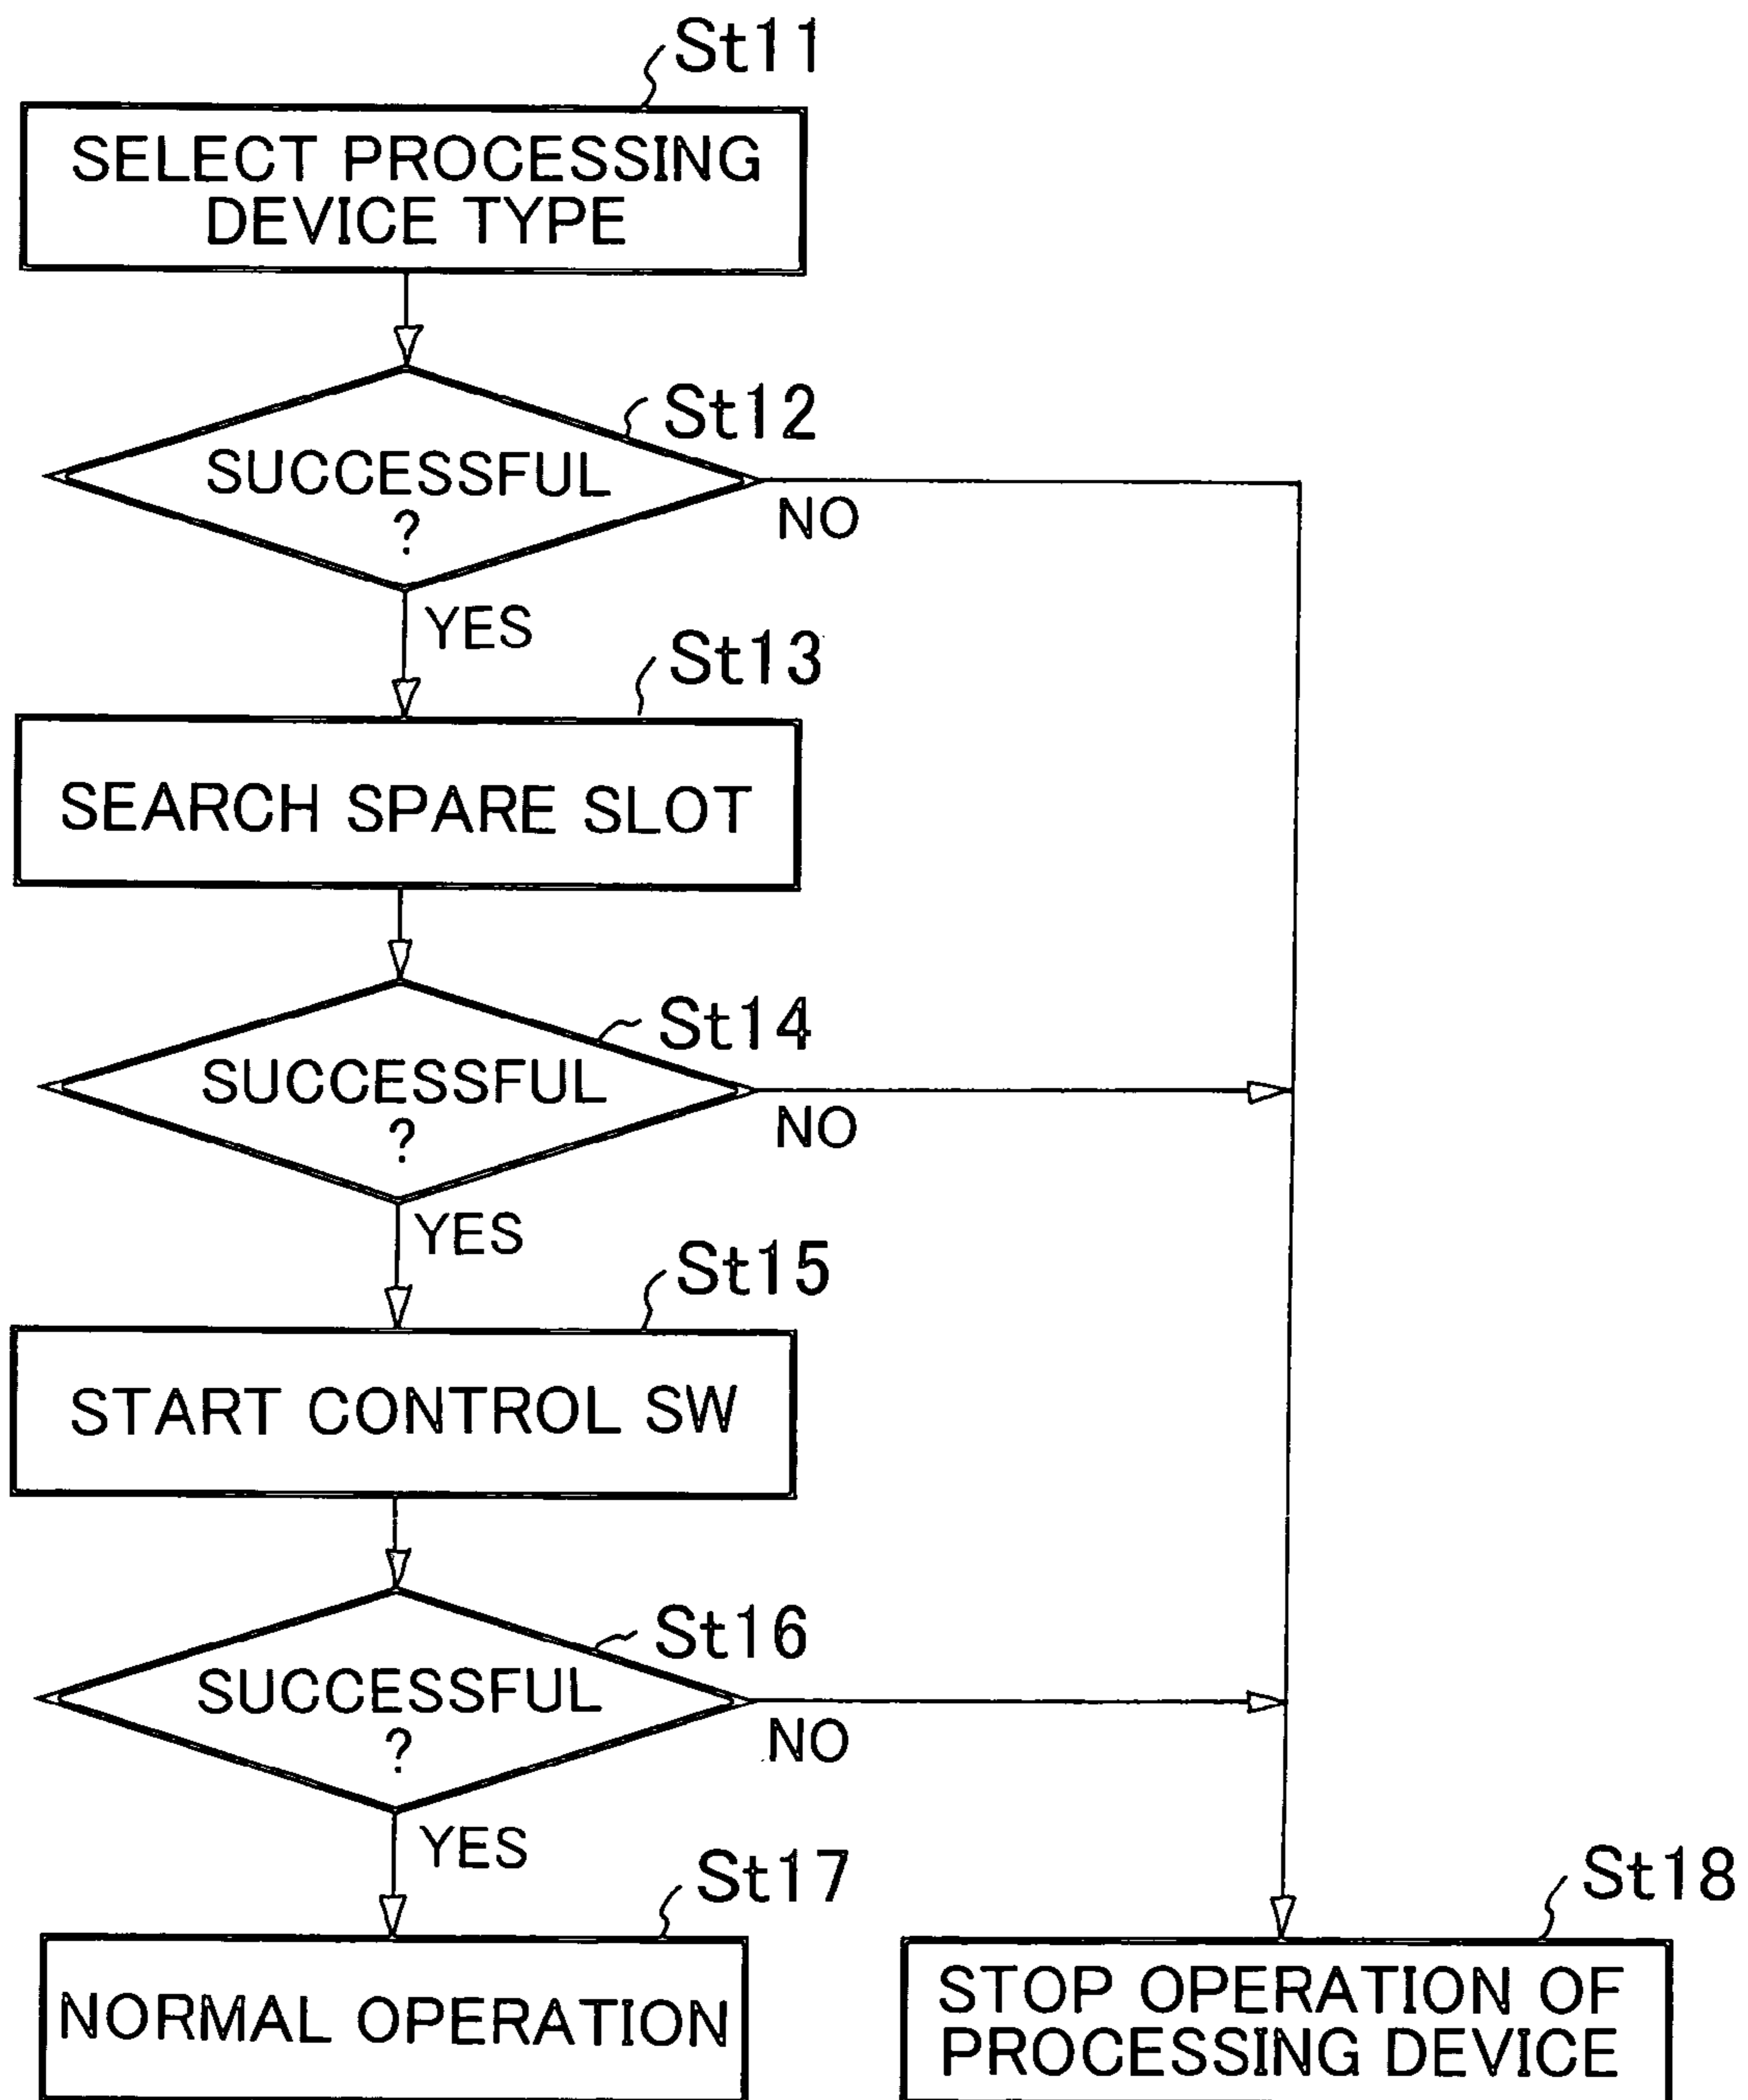 St11
SELECT PROCESSING
DEVICE TYPE
St12
SUCCESSFUL
?
NO
YES
St13
SEARCH SPARE SLOT
St14
SUCCESSFUL
?
NO
YES
St15
START CONTROL SW
St16
SUCCESSFUL
?
NO
YES
St17
NORMAL OPERATION
St18
STOP OPERATION OF
PROCESSING DEVICE